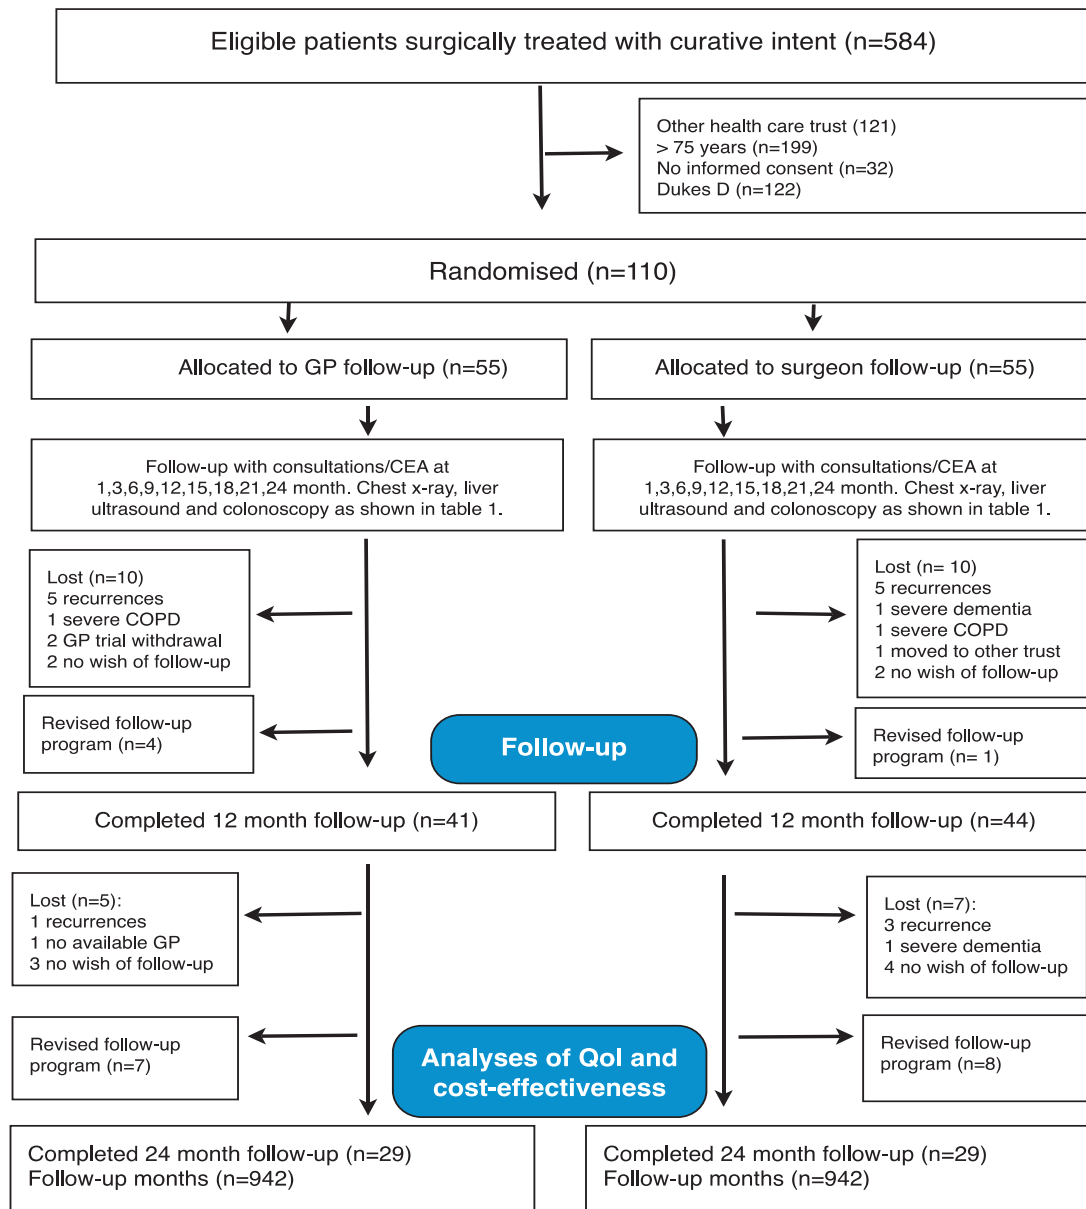 Eligible patients surgically treated with curative intent (n=584)
Other health care trust (121)
> 75 years (n=199)
No informed consent (n=32)
Dukes D (n=122)
Randomised (n=110)
Allocated to GP follow-up (n=55)
Allocated to surgeon follow-up (n=55)
Follow-up with consultations/CEA at
1,3,6,9,12,15,18,21,24 month. Chest x-ray, liver
ultrasound and colonoscopy as shown in table 1.
Follow-up with consultations/CEA at
1,3,6,9,12,15,18,21,24 month. Chest x-ray, liver
ultrasound and colonoscopy as shown in table 1.
Lost (n=10)
5 recurrences
1 severe COPD
2 GP trial withdrawal
2 no wish of follow-up
Lost (n= 10)
5 recurrences
1 severe dementia
1 severe COPD
1 moved to other trust
2 no wish of follow-up
Revised follow-up
program (n=4)
Follow-up
Revised follow-up
program (n= 1)
Completed 12 month follow-up (n=41)
Completed 12 month follow-up (n=44)
Lost (n=5):
1 recurrences
1 no available GP
3 no wish of follow-up
Lost (n=7):
3 recurrence
1 severe dementia
4 no wish of follow-up
Revised follow-up
program (n=7)
Analyses of Qol and
cost-effectiveness
Revised follow-up
program (n=8)
Completed 24 month follow-up (n=29)
Follow-up months (n=942)
Completed 24 month follow-up (n=29)
Follow-up months (n=942)